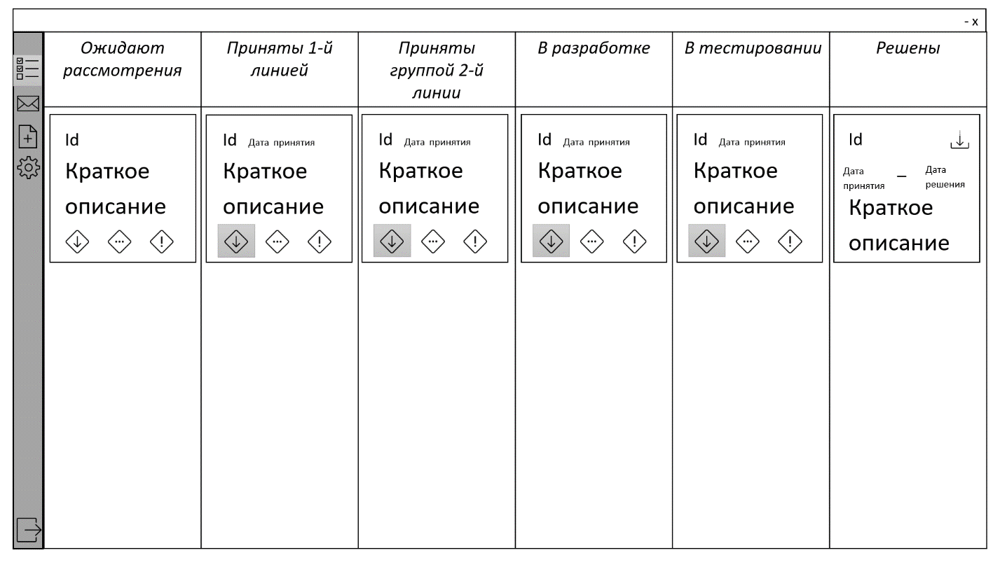 - x
Ожидают
рассмотрения
Приняты 1-й
линией
Приняты
группой 2-й
линии
В разработке
В тестировании
Решены
Id
Краткое
описание
Id Дата принятия
Краткое
описание
Id Дата принятия
Краткое
описание
Id Дата принятия
Краткое
описание
Id Дата принятия
Краткое
описание
Id
Дата
принятия
–
Дата
решения
Краткое
описание